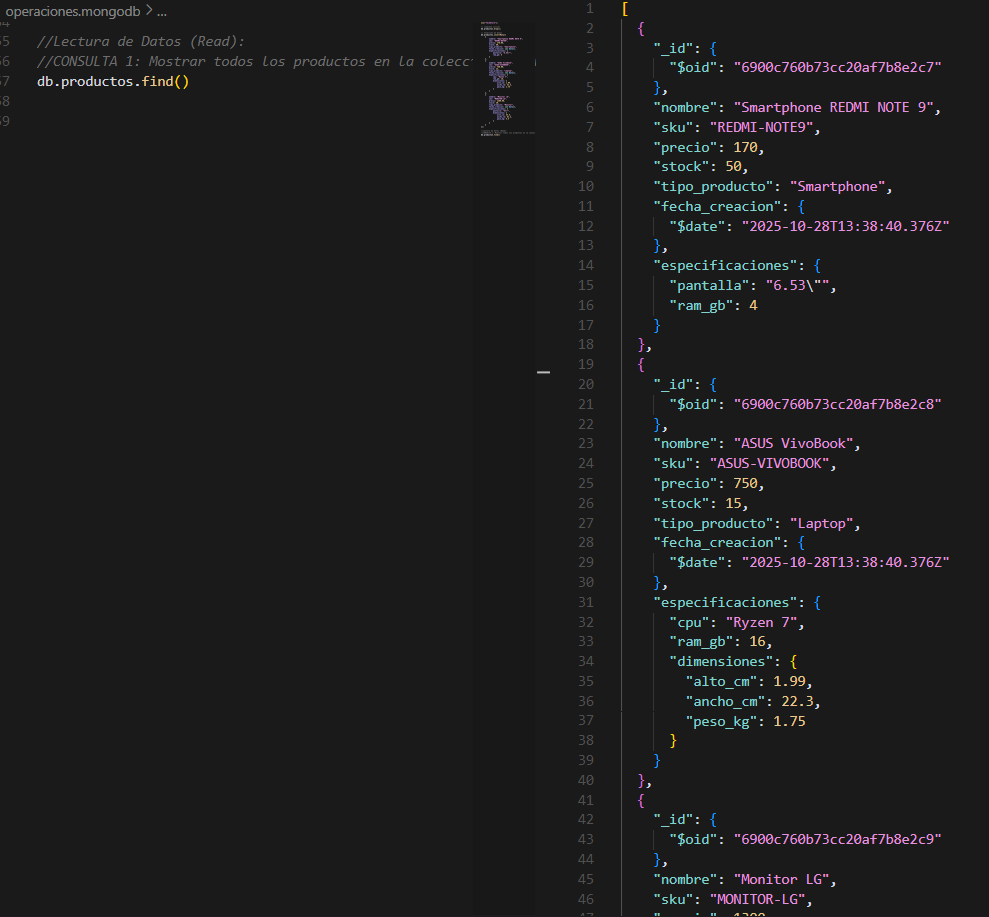 operaciones.mongodb > ...
55 //Lectura de Datos (Read):
56 //CONSULTA 1: Mostrar todos los productos en la colecc
57 db.productos.find()
58
59
1 [
2 {
3 "_id": {
4 "$oid": "6900c760b73cc20af7b8e2c7"
5 },
6 "nombre": "Smartphone REDMI NOTE 9",
7 "sku": "REDMI-NOTE9",
8 "precio": 170,
9 "stock": 50,
10 "tipo_producto": "Smartphone",
11 "fecha_creacion": {
12 "$date": "2025-10-28T13:38:40.376Z"
13 },
14 "especificaciones": {
15 "pantalla": "6.53\"",
16 "ram_gb": 4
17 }
18 },
19 {
20 "_id": {
21 "$oid": "6900c760b73cc20af7b8e2c8"
22 },
23 "nombre": "ASUS VivoBook",
24 "sku": "ASUS-VIVOBOOK",
25 "precio": 750,
26 "stock": 15,
27 "tipo_producto": "Laptop",
28 "fecha_creacion": {
29 "$date": "2025-10-28T13:38:40.376Z"
30 },
31 "especificaciones": {
32 "cpu": "Ryzen 7",
33 "ram_gb": 16,
34 "dimensiones": {
35 "alto_cm": 1.99,
36 "ancho_cm": 22.3,
37 "peso_kg": 1.75
38 }
39 }
40 },
41 {
42 "_id": {
43 "$oid": "6900c760b73cc20af7b8e2c9"
44 },
45 "nombre": "Monitor LG",
46 "sku": "MONITOR-LG",